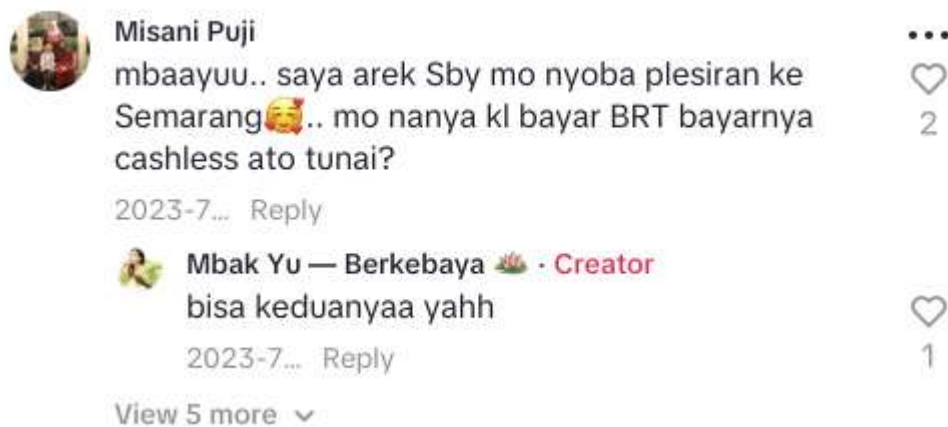 Misani Puji
mbaayuu.. saya arek Sby mo nyoba plesiran ke
Semarang🥰.. mo nanya kl bayar BRT bayarnya
cashless ato tunai?
2
2023-7... Reply
Mbak Yu — Berkebaya 🪷 · Creator
bisa keduanyaa yahh
1
2023-7... Reply
View 5 more